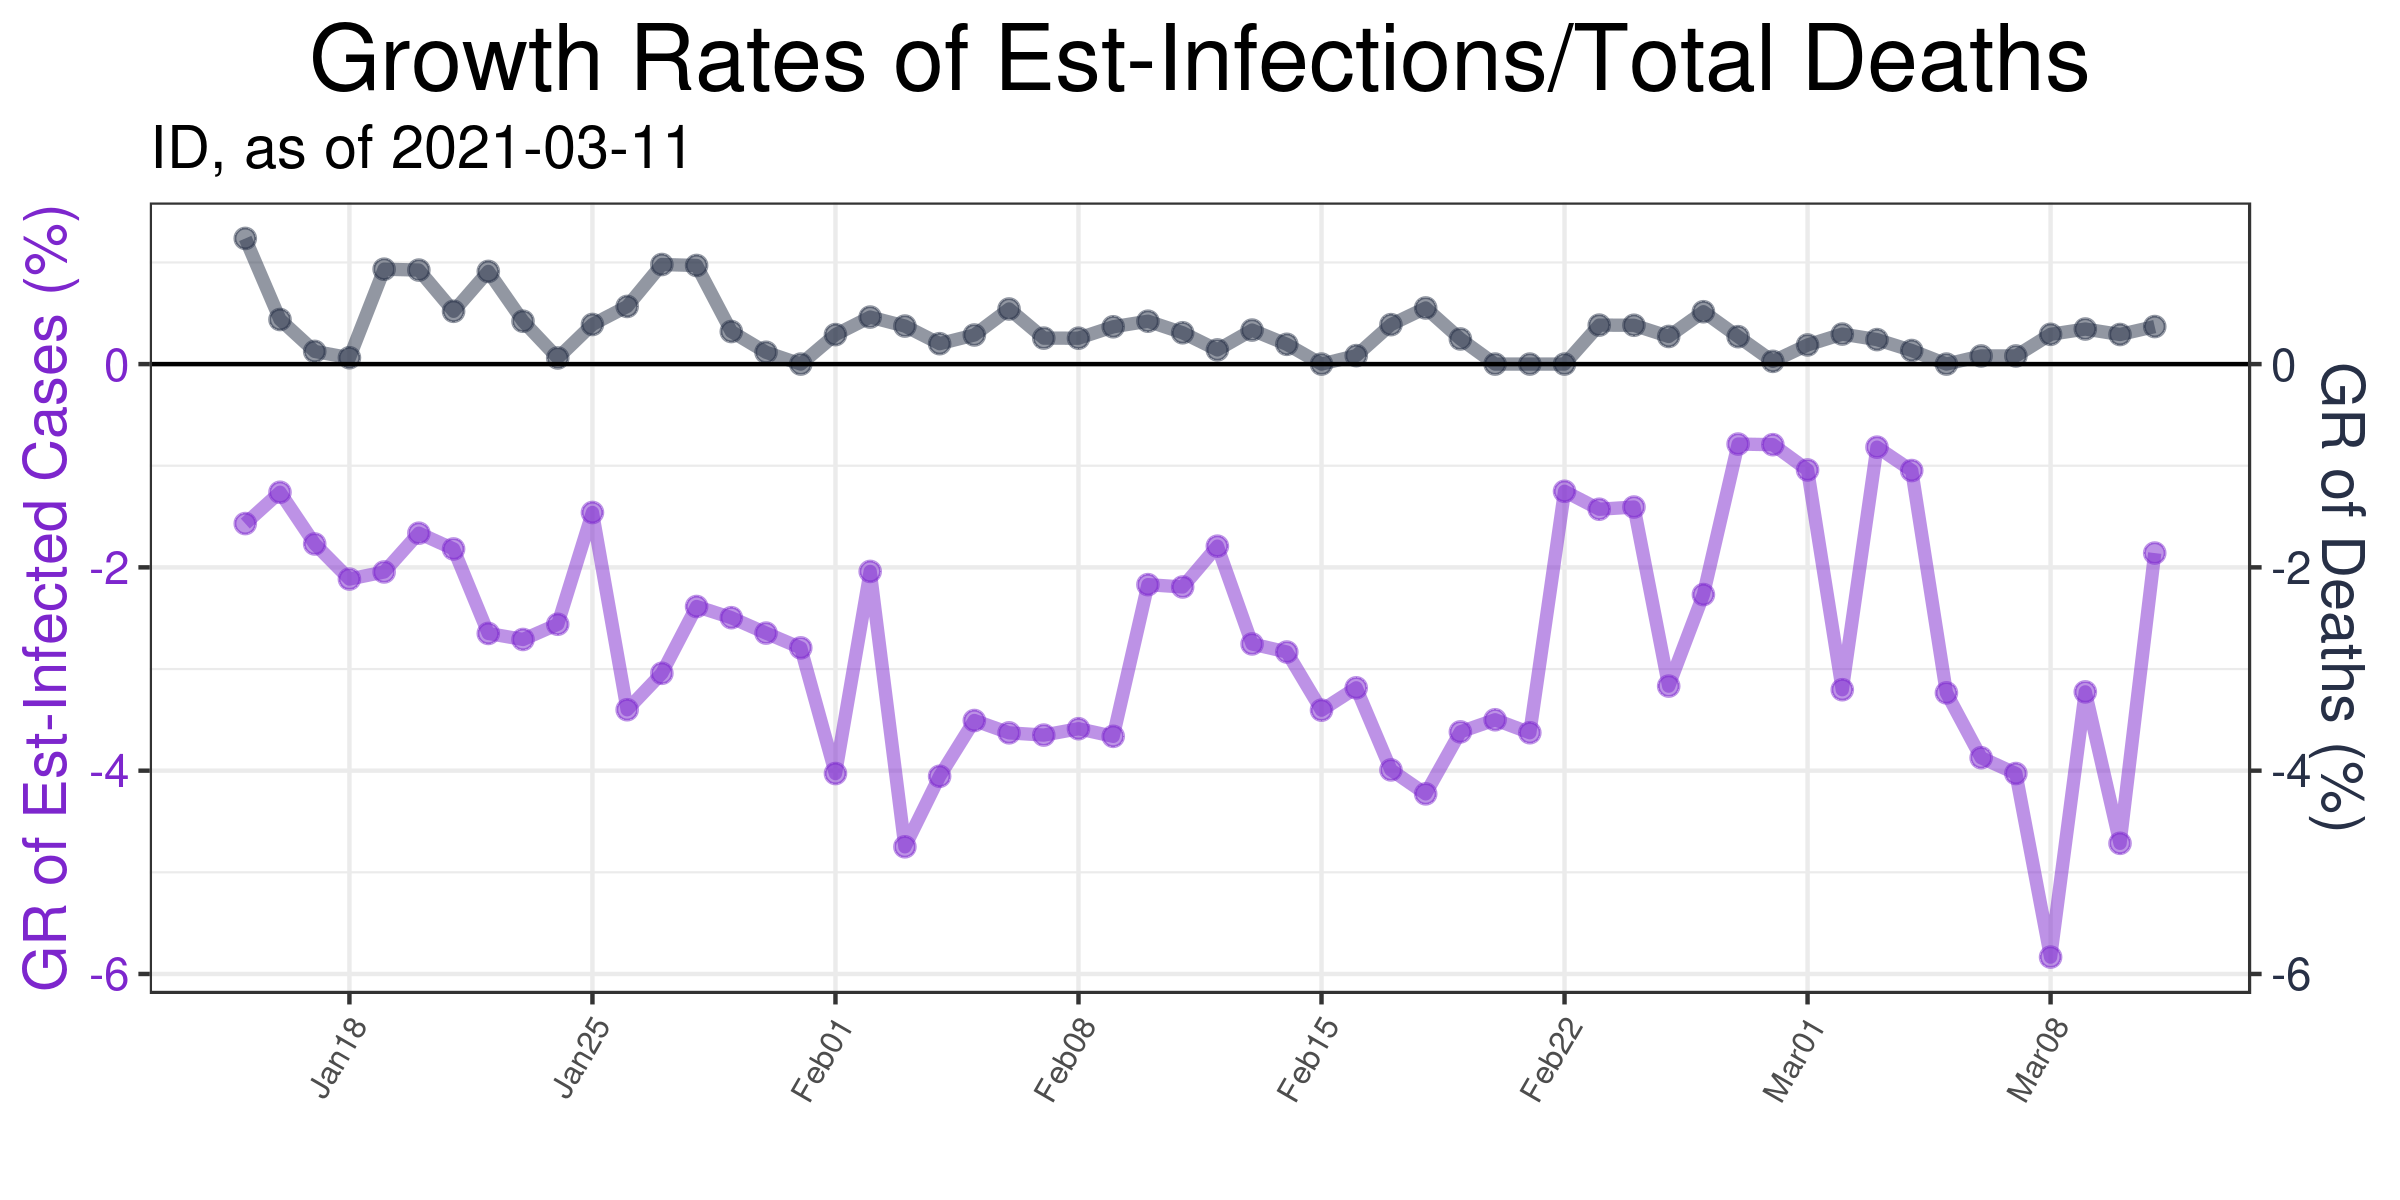 Growth Rates of Est-Infections/Total Deaths
ID, as of 2021-03-11
GR of Est-Infected Cases (%)
0
-2
-4
-6
0
-2
-4
-6
GR of Deaths (%)
Jan18
Jan25
Feb01
Feb08
Feb15
Feb22
Mar01
Mar08